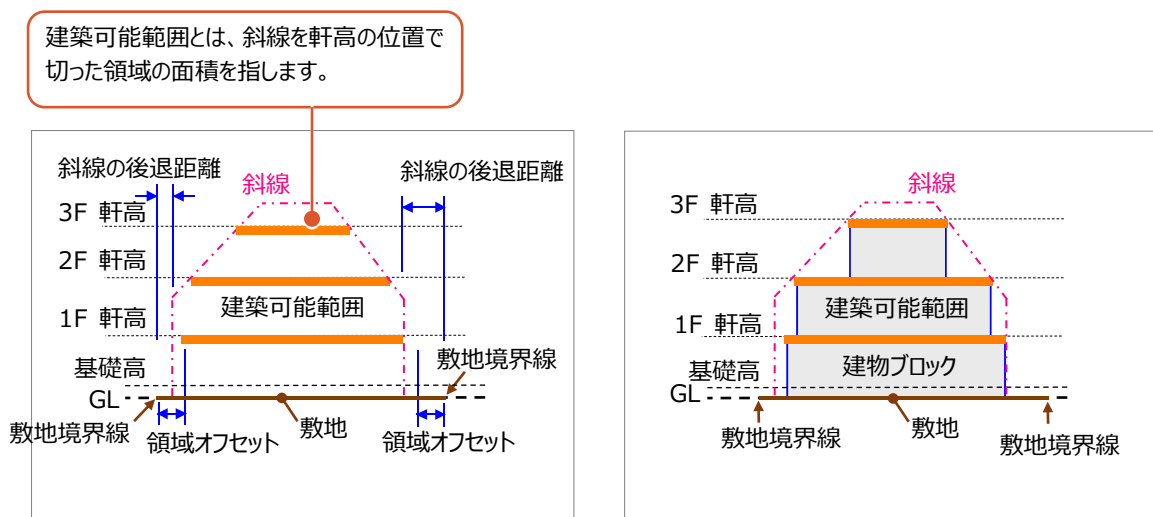 建築可能範囲とは、斜線を軒高の位置で
切った領域の面積を指します。
斜線の後退距離
斜線
斜線の後退距離
3F 軒高
2F 軒高
建築可能範囲
1F 軒高
基礎高
敷地境界線
GL
敷地境界線
領域オフセット
敷地
領域オフセット
斜線
3F 軒高
2F 軒高
建築可能範囲
1F 軒高
基礎高
建物ブロック
GL
敷地境界線
敷地
敷地境界線